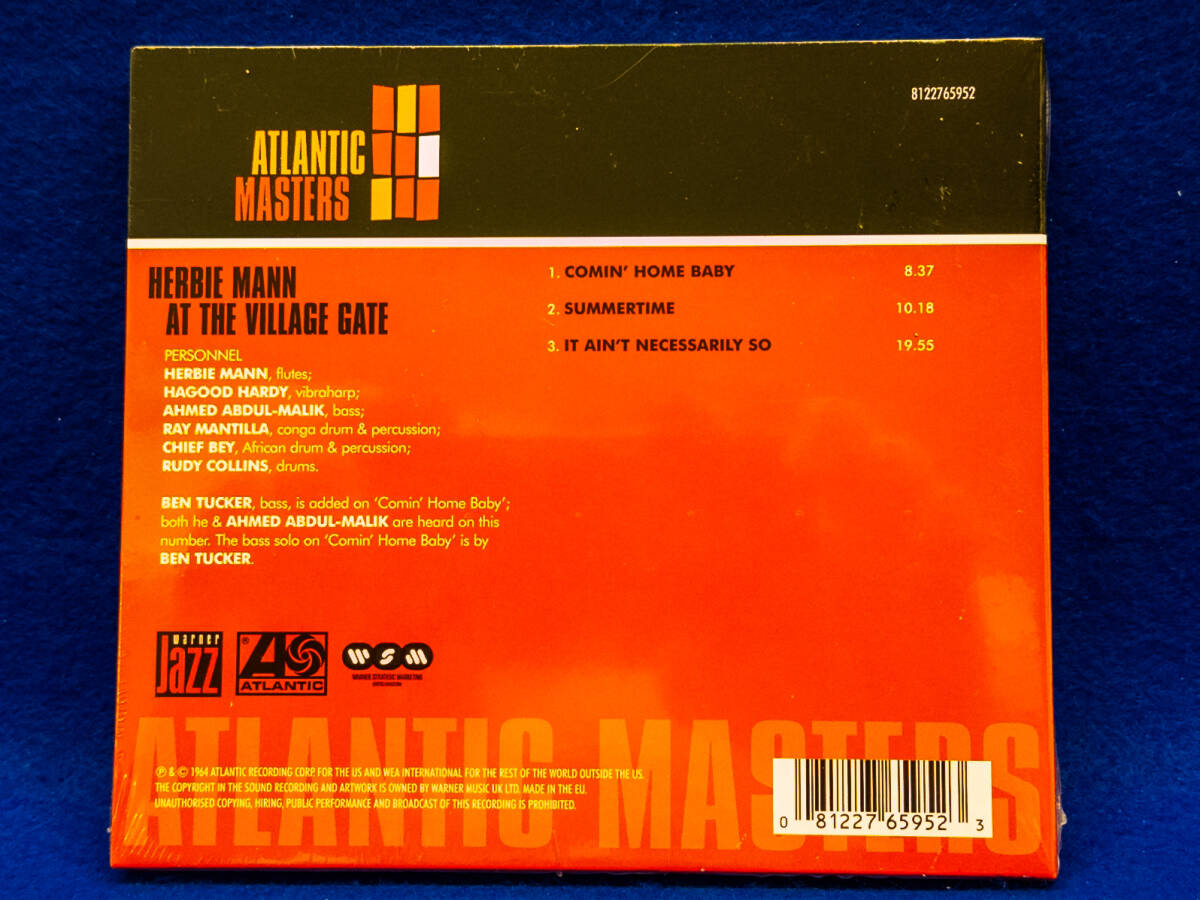 8122765952
ATLANTIC
MASTERS
HERBIE MANN
AT THE VILLAGE GATE
PERSONNEL
HERBIE MANN, flutes;
HAGOOD HARDY, vibraharp;
AHMED ABDUL-MALIK, bass;
RAY MANTILLA, conga drum & percussion;
CHIEF BEY, African drum & percussion;
RUDY COLLINS, drums.
BEN TUCKER, bass, is added on ‘Comin’ Home Baby’;
both he & AHMED ABDUL-MALIK are heard on this
number. The bass solo on ‘Comin’ Home Baby’ is by
BEN TUCKER.
1. COMIN’ HOME BABY 8.37
2. SUMMERTIME 10.18
3. IT AIN’T NECESSARILY SO 19.55
warner
Jazz
® A
ATLANTIC
WSM
WARNER STRATEGIC MARKETING
ATLANTIC MASTERS
℗ & © 1964 ATLANTIC RECORDING CORP. FOR THE US AND WEA INTERNATIONAL FOR THE REST OF THE WORLD OUTSIDE THE US.
THE COPYRIGHT IN THE SOUND RECORDING AND ARTWORK IS OWNED BY WARNER MUSIC UK LTD. MADE IN THE EU.
UNAUTHORISED COPYING, HIRING, PUBLIC PERFORMANCE AND BROADCAST OF THIS RECORDING IS PROHIBITED.
0 81227 65952 3